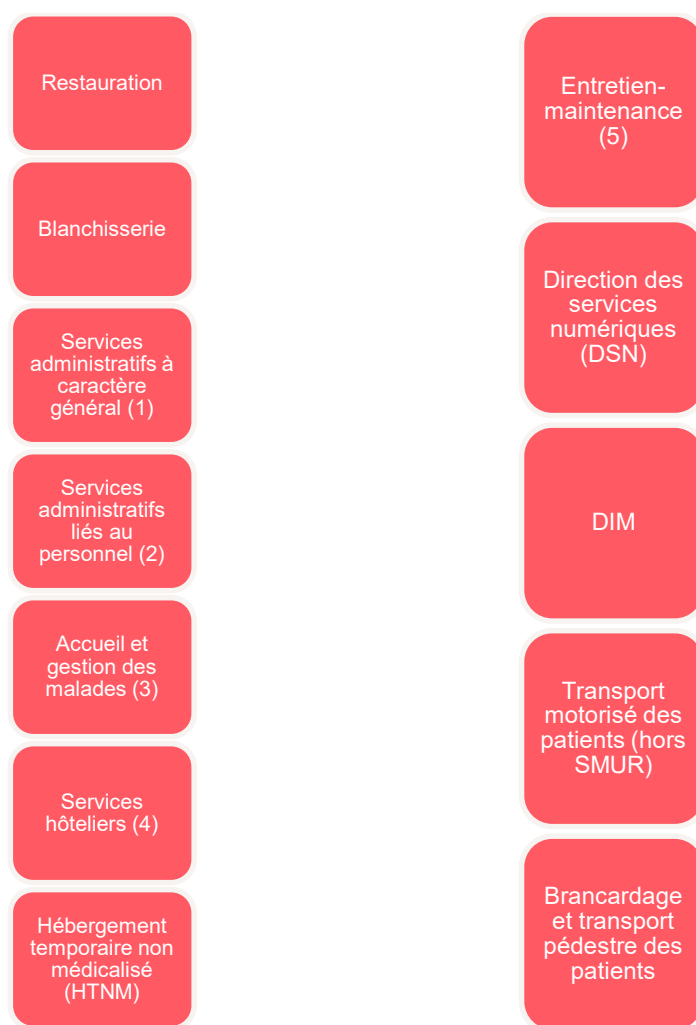 Restauration
Blanchisserie
Services
administratifs à
caractère
général (1)
Services
administratifs
liés au
personnel (2)
Accueil et
gestion des
malades (3)
Services
hôteliers (4)
Hébergement
temporaire non
médicalisé
(HTNM)
Entretien-
maintenance
(5)
Direction des
services
numériques
(DSN)
DIM
Transport
motorisé des
patients (hors
SMUR)
Brancardage
et transport
pédestre des
patients